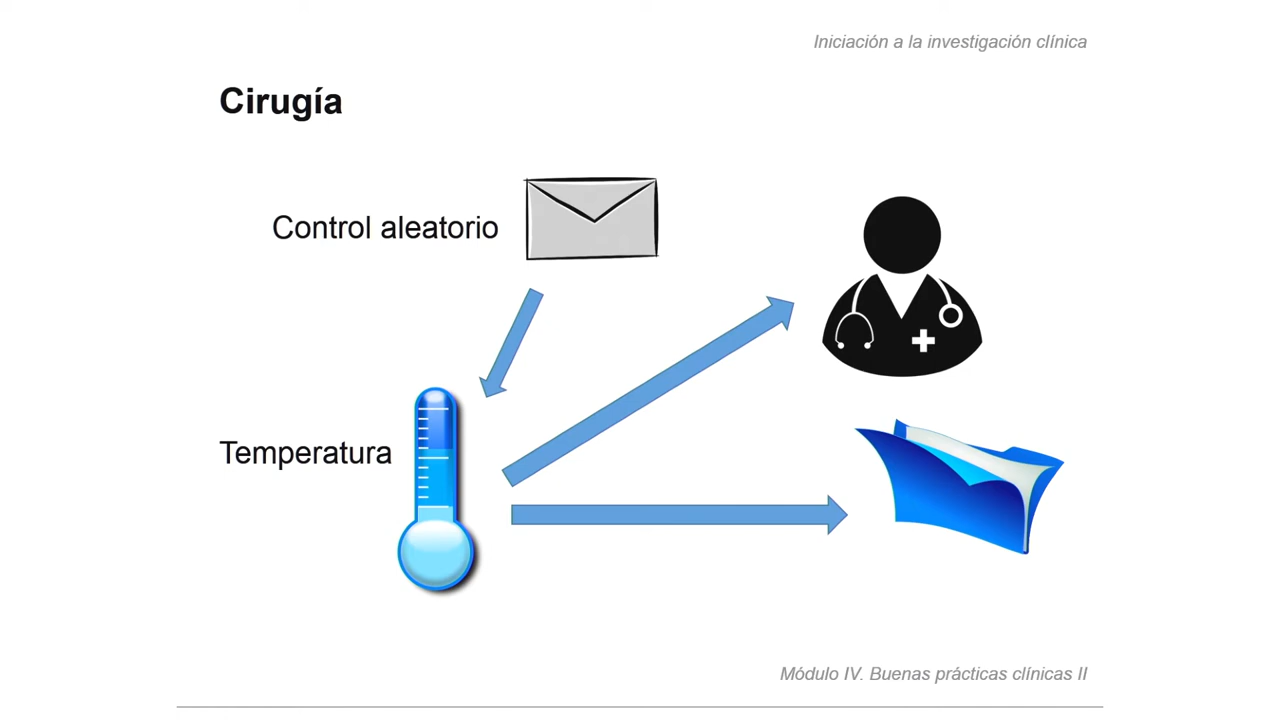 Iniciación a la investigación clínica
Cirugía
Control aleatorio
Temperatura
Módulo IV. Buenas prácticas clínicas II